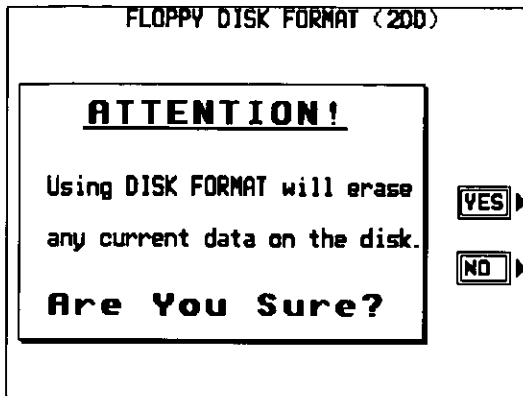 FLOPPY DISK FORMAT (2DD)
ATTENTION!
Using DISK FORMAT will erase
any current data on the disk.
Are You Sure?
YES
NO